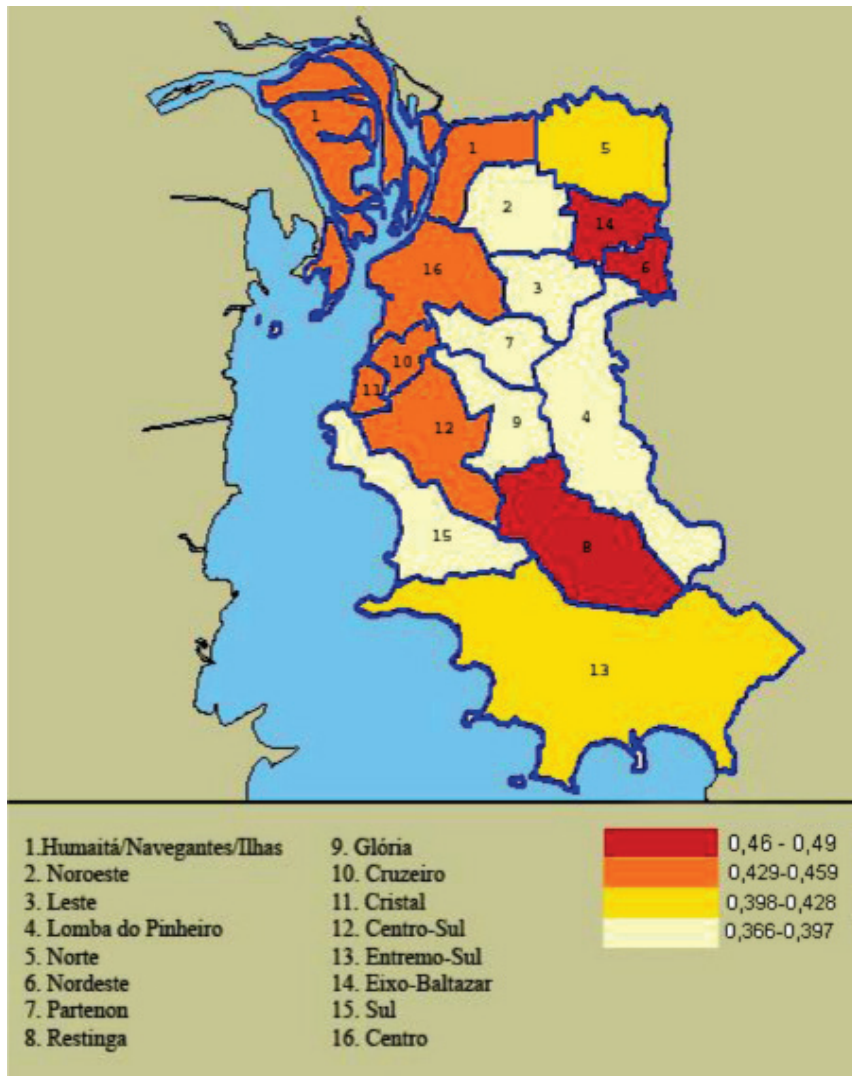 1
1
5
2
14
6
16
3
7
10
11
4
12
9
15
8
13
1.Humaitá/Navegantes/Ilhas
2. Noroeste
3. Leste
4. Lomba do Pinheiro
5. Norte
6. Nordeste
7. Partenon
8. Restinga
9. Glória
10. Cruzeiro
11. Cristal
12. Centro-Sul
13. Entremo-Sul
14. Eixo-Baltazar
15. Sul
16. Centro
0,46 - 0,49
0,429-0,459
0,398-0,428
0,366-0,397